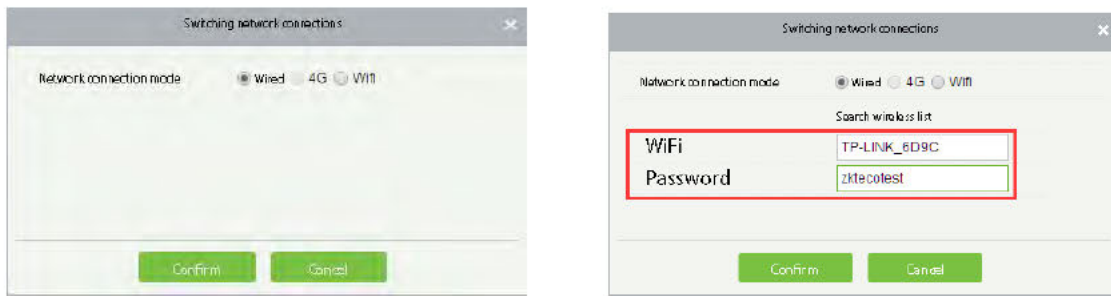 Switching network connections
Network connection mode Wired 4G Wifi
Confirm Cancel
Switching network connections
Network connection mode Wired 4G Wifi
Search wireless list
WiFi TP-LINK_6D9C
Password zktecotest
Confirm Cancel